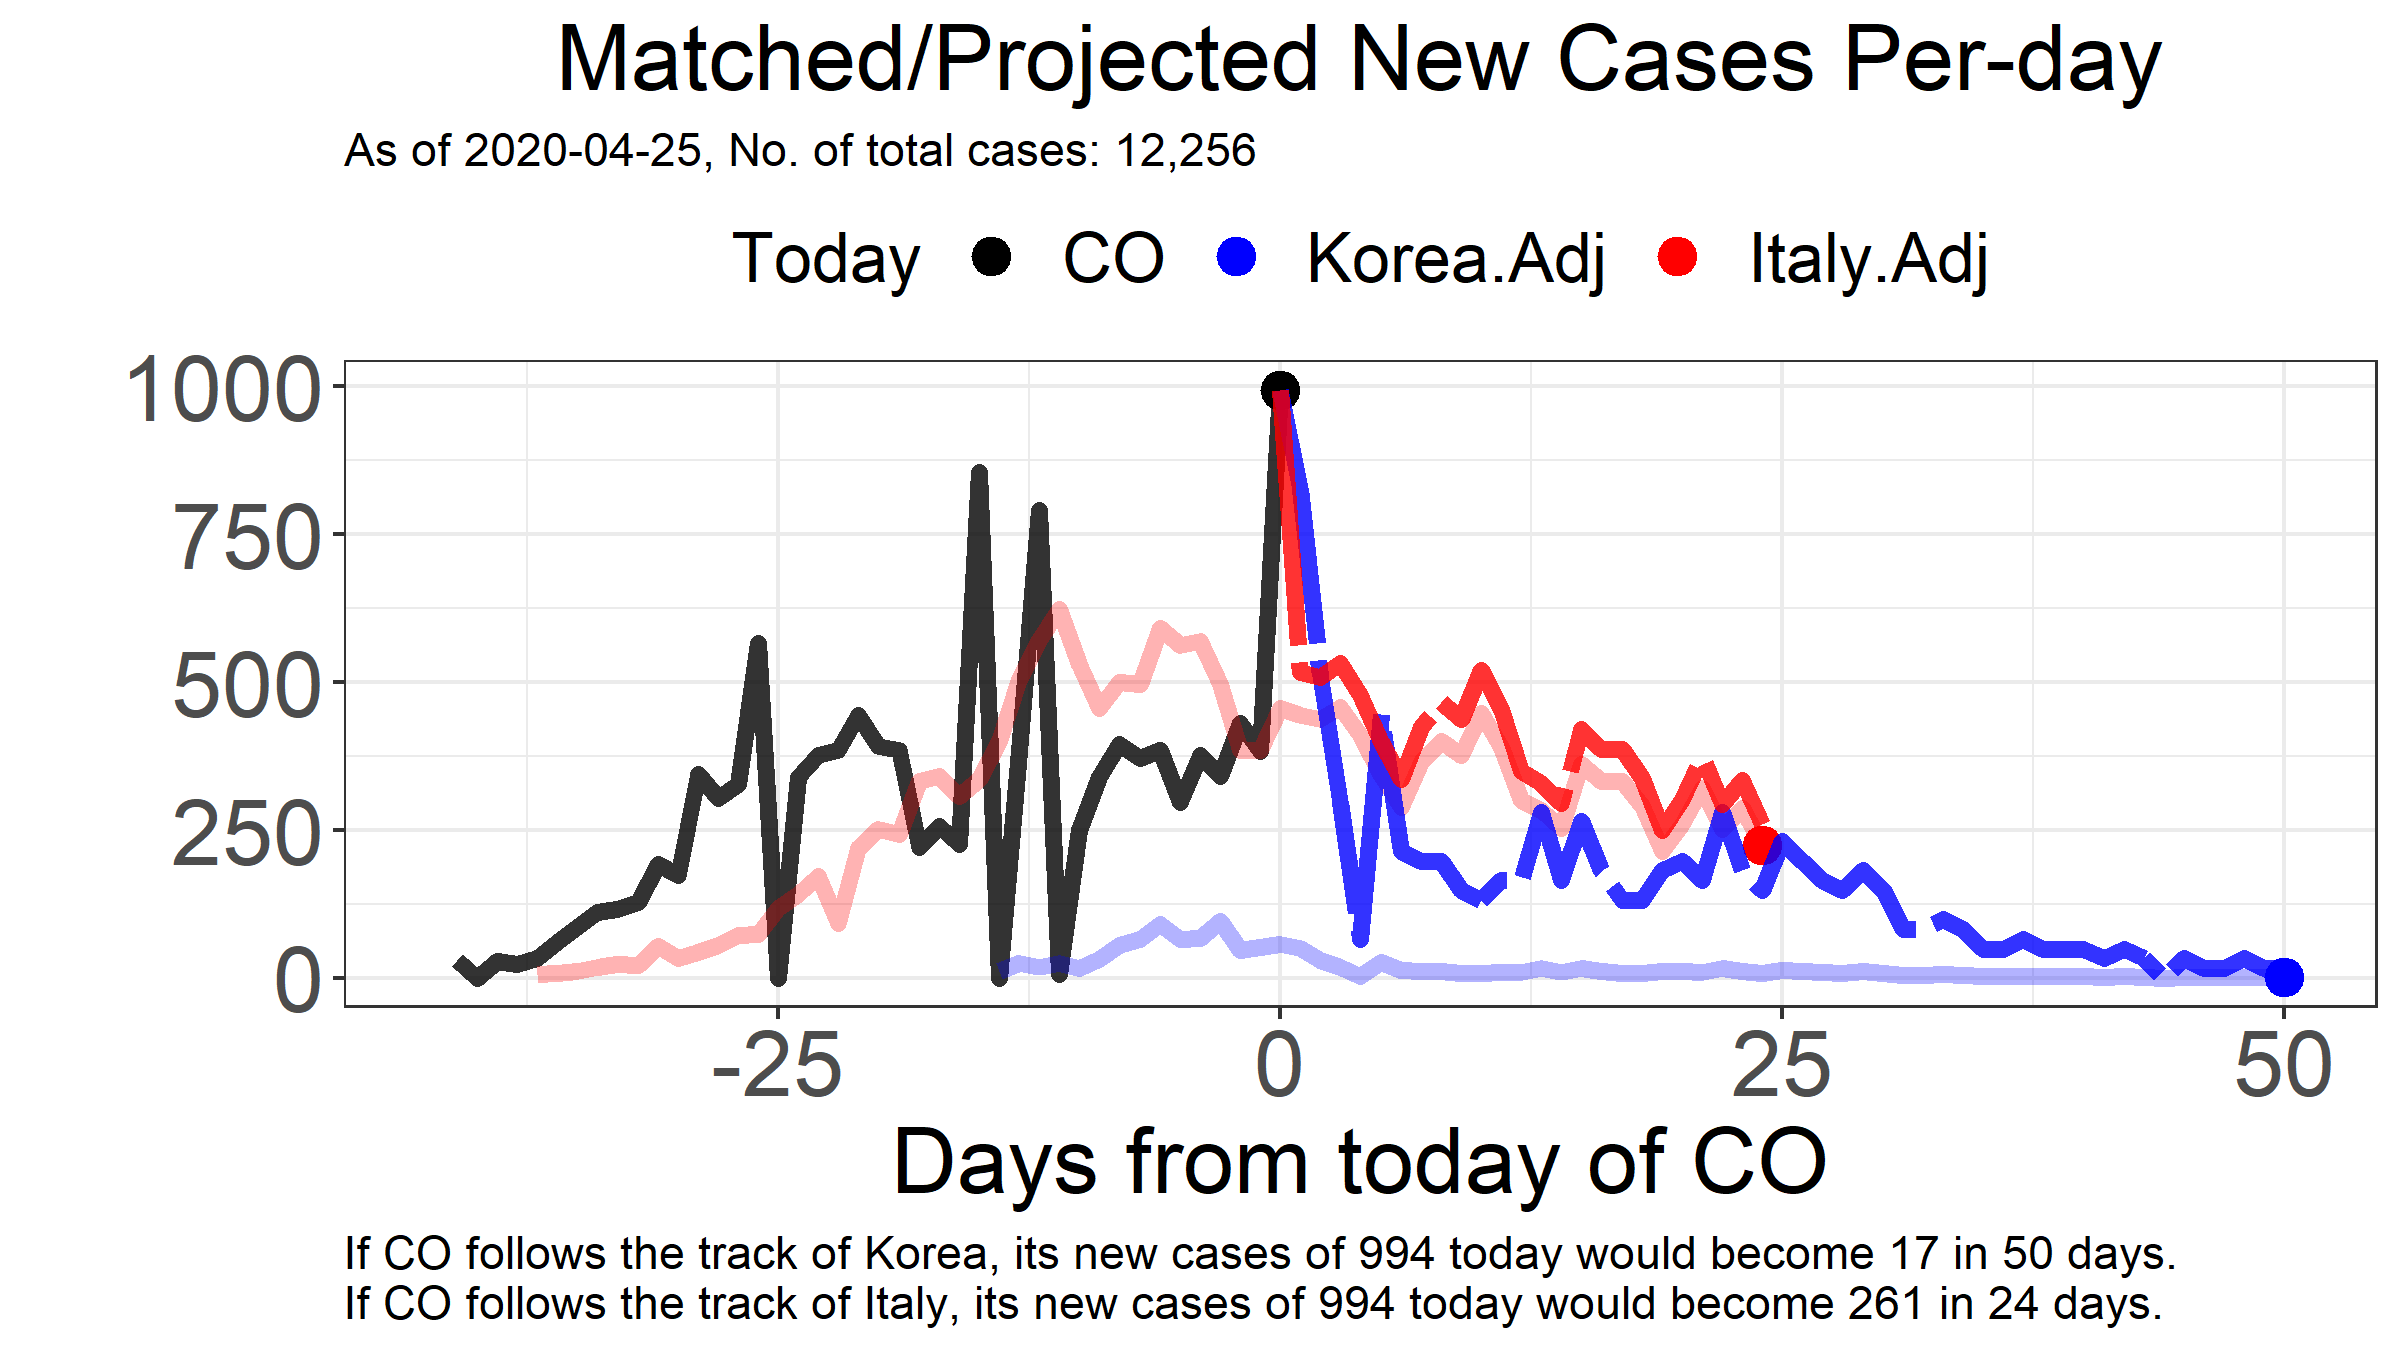 Matched/Projected New Cases Per-day
As of 2020-04-25, No. of total cases: 12,256
Today CO Korea.Adj Italy.Adj
1000
750
500
250
0
-25 0 25 50
Days from today of CO
If CO follows the track of Korea, its new cases of 994 today would become 17 in 50 days.
If CO follows the track of Italy, its new cases of 994 today would become 261 in 24 days.